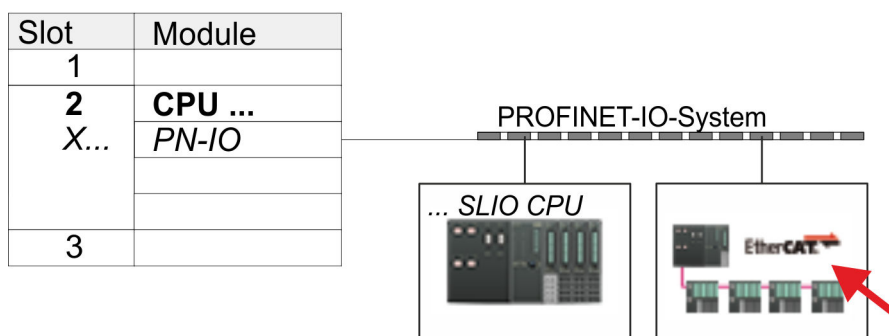 Slot Module
1
2 CPU ...
X... PN-IO
3
PROFINET-IO-System
... SLIO CPU
EtherCAT